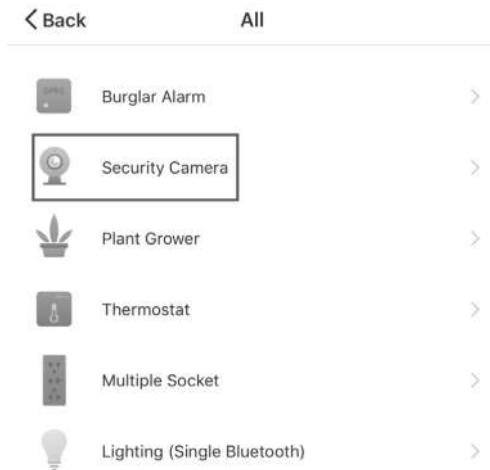 Back
All
Burglar Alarm
Security Camera
Plant Grower
Thermostat
Multiple Socket
Lighting (Single Bluetooth)